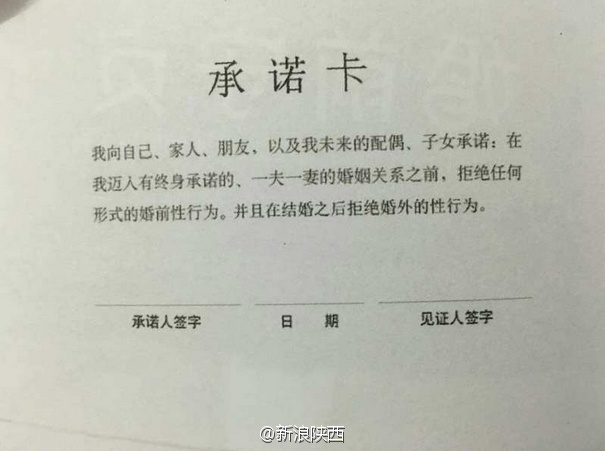 承诺卡
我向自己、家人、朋友，以及我未来的配偶、子女承诺：在
我迈入有终身承诺的、一夫一妻的婚姻关系之前，拒绝任何
形式的婚前性行为。并且在结婚之后拒绝婚外的性行为。
承诺人签字 日 期 见证人签字
@新浪陕西